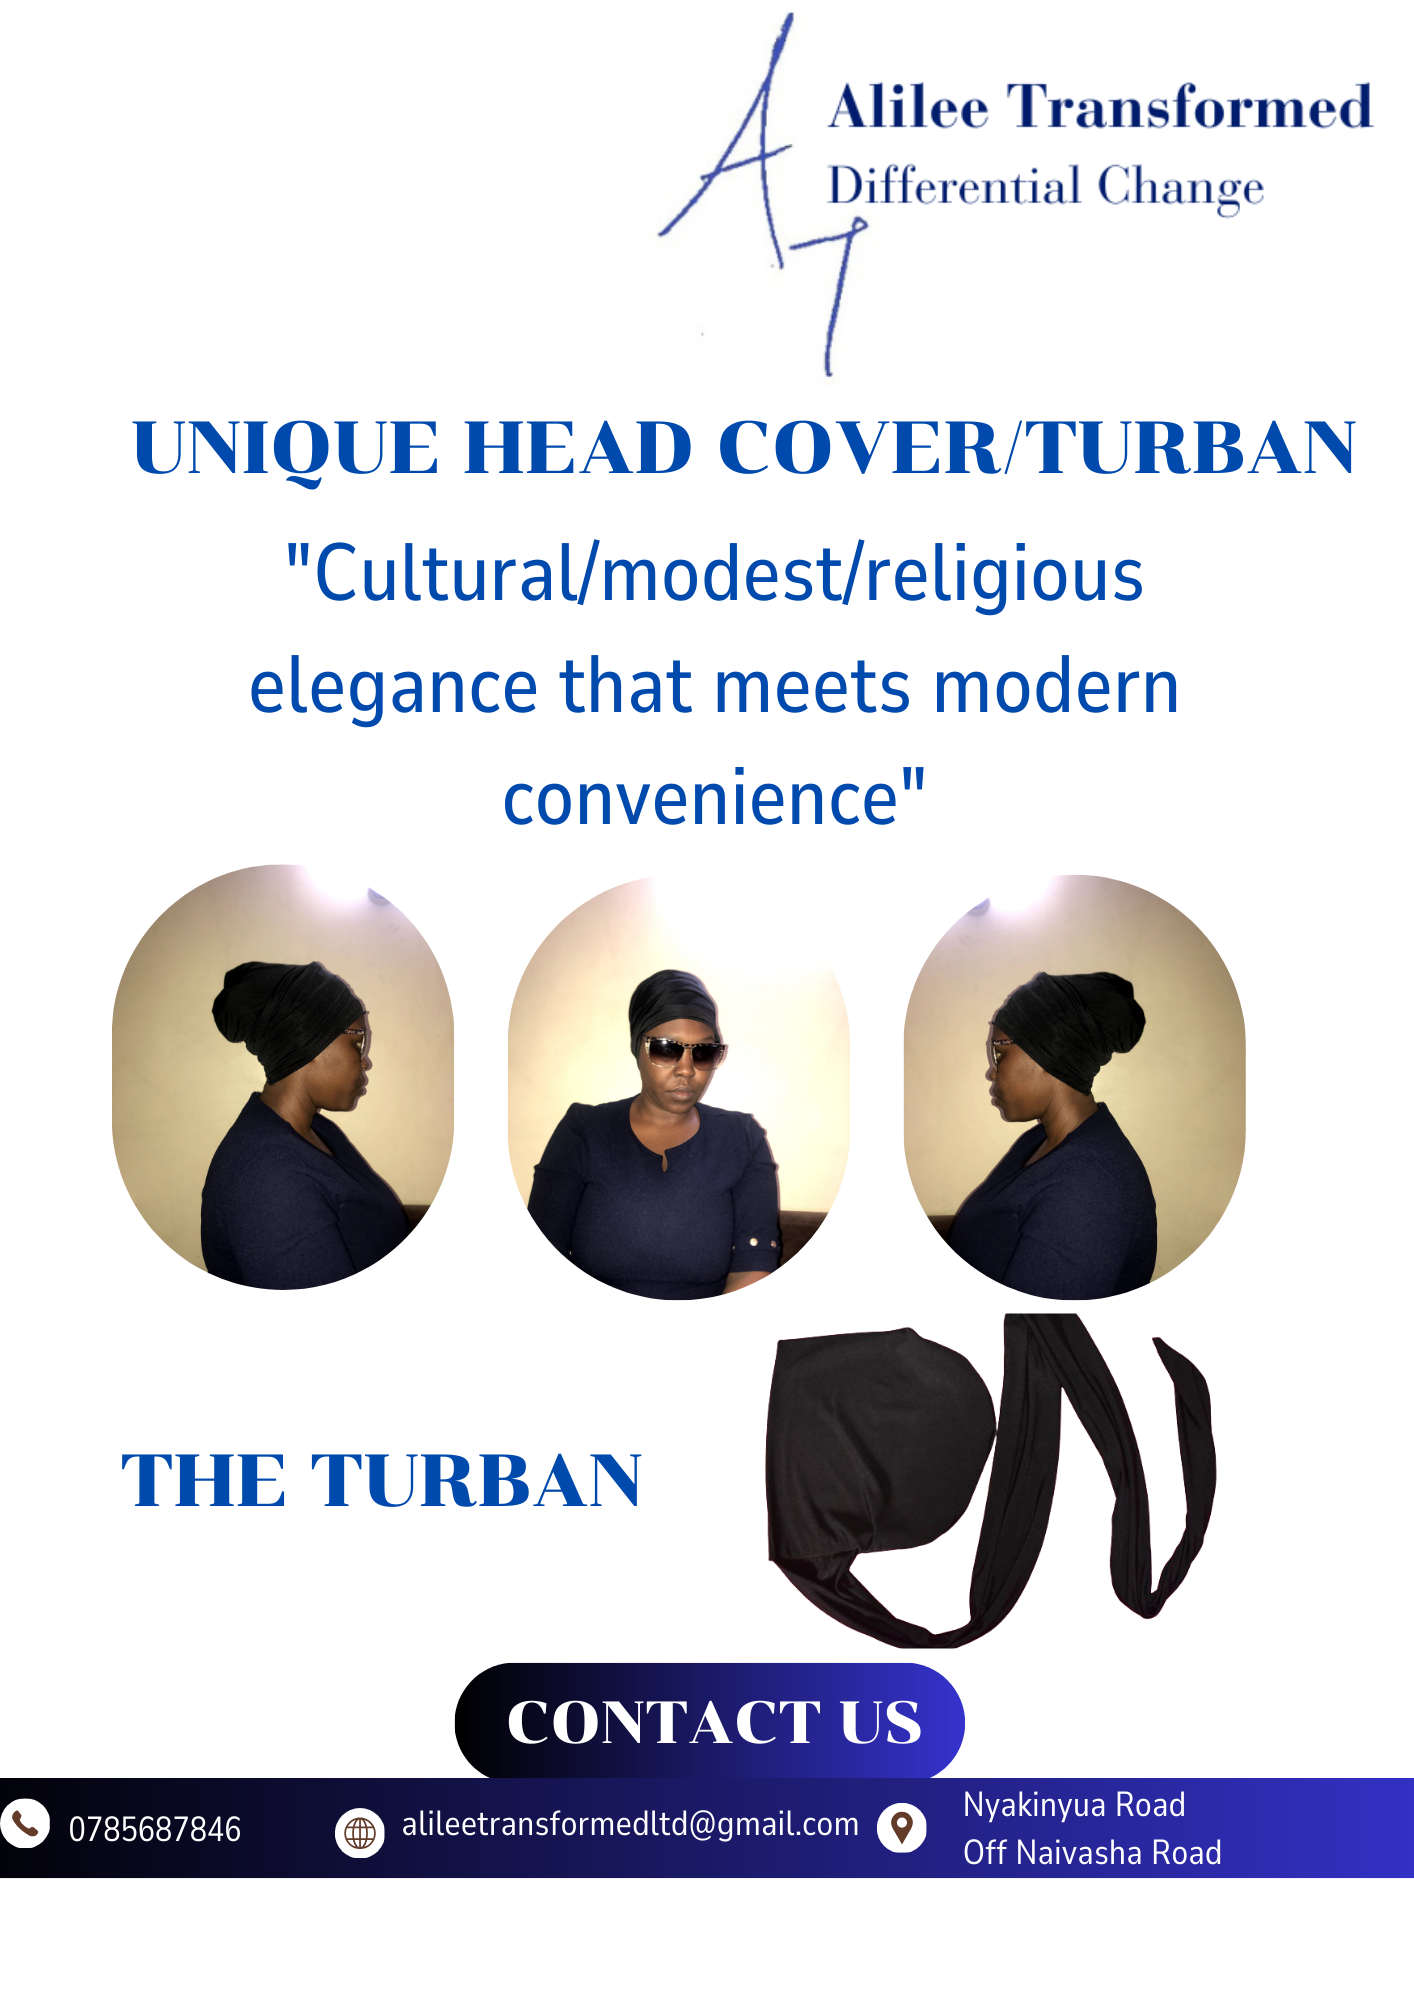 AT
Alilee Transformed
Differential Change
UNIQUE HEAD COVER/TURBAN
"Cultural/modest/religious
elegance that meets modern
convenience"
THE TURBAN
CONTACT US
0785687846
alileetransformedltd@gmail.com
Nyakinyua Road
Off Naivasha Road